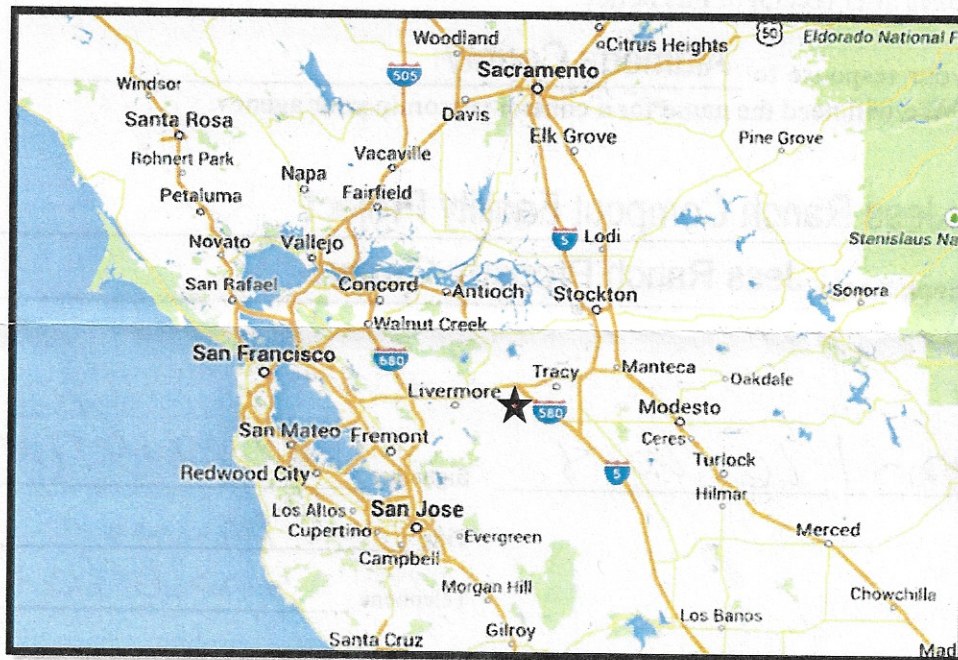 Woodland
50
Eldorado National F
Citrus Heights
505
Sacramento
Windsor
Davis
Santa Rosa
Elk Grove
Pine Grove
Rohnert Park
Vacaville
Napa
Petaluma
Fairfield
Novato
Vallejo
5
Lodi
Stanislaus Na
San Rafael
Concord
Antioch
Stockton
Sonora
Walnut Creek
San Francisco
680
Livermore
Tracy
Manteca
Oakdale
580
Modesto
San Mateo
Fremont
Ceres
Redwood City
Turlock
5
Hilmar
Los Altos
San Jose
Cupertino
Evergreen
Merced
Campbell
Morgan Hill
Chowchilla
Los Banos
Santa Cruz
Gilroy
Mad